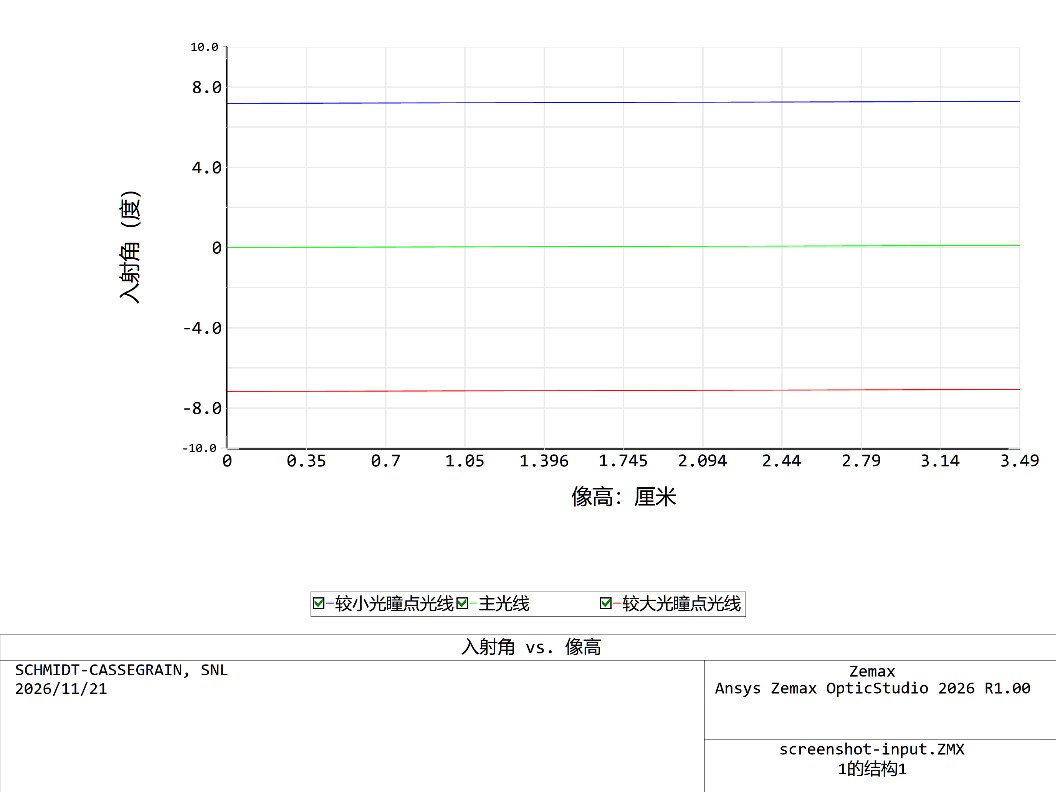 10.0
8.0
4.0
0
-4.0
-8.0
-10.0
入射角 (度)
0 0.35 0.7 1.05 1.396 1.745 2.094 2.44 2.79 3.14 3.49
像高: 厘米
较小光瞳点光线 主光线 较大光瞳点光线
入射角 vs. 像高
SCHMIDT-CASSEGRAIN, SNL
2026/11/21
Zemax
Ansys Zemax OpticStudio 2026 R1.00
screenshot-input.ZMX
1的结构1